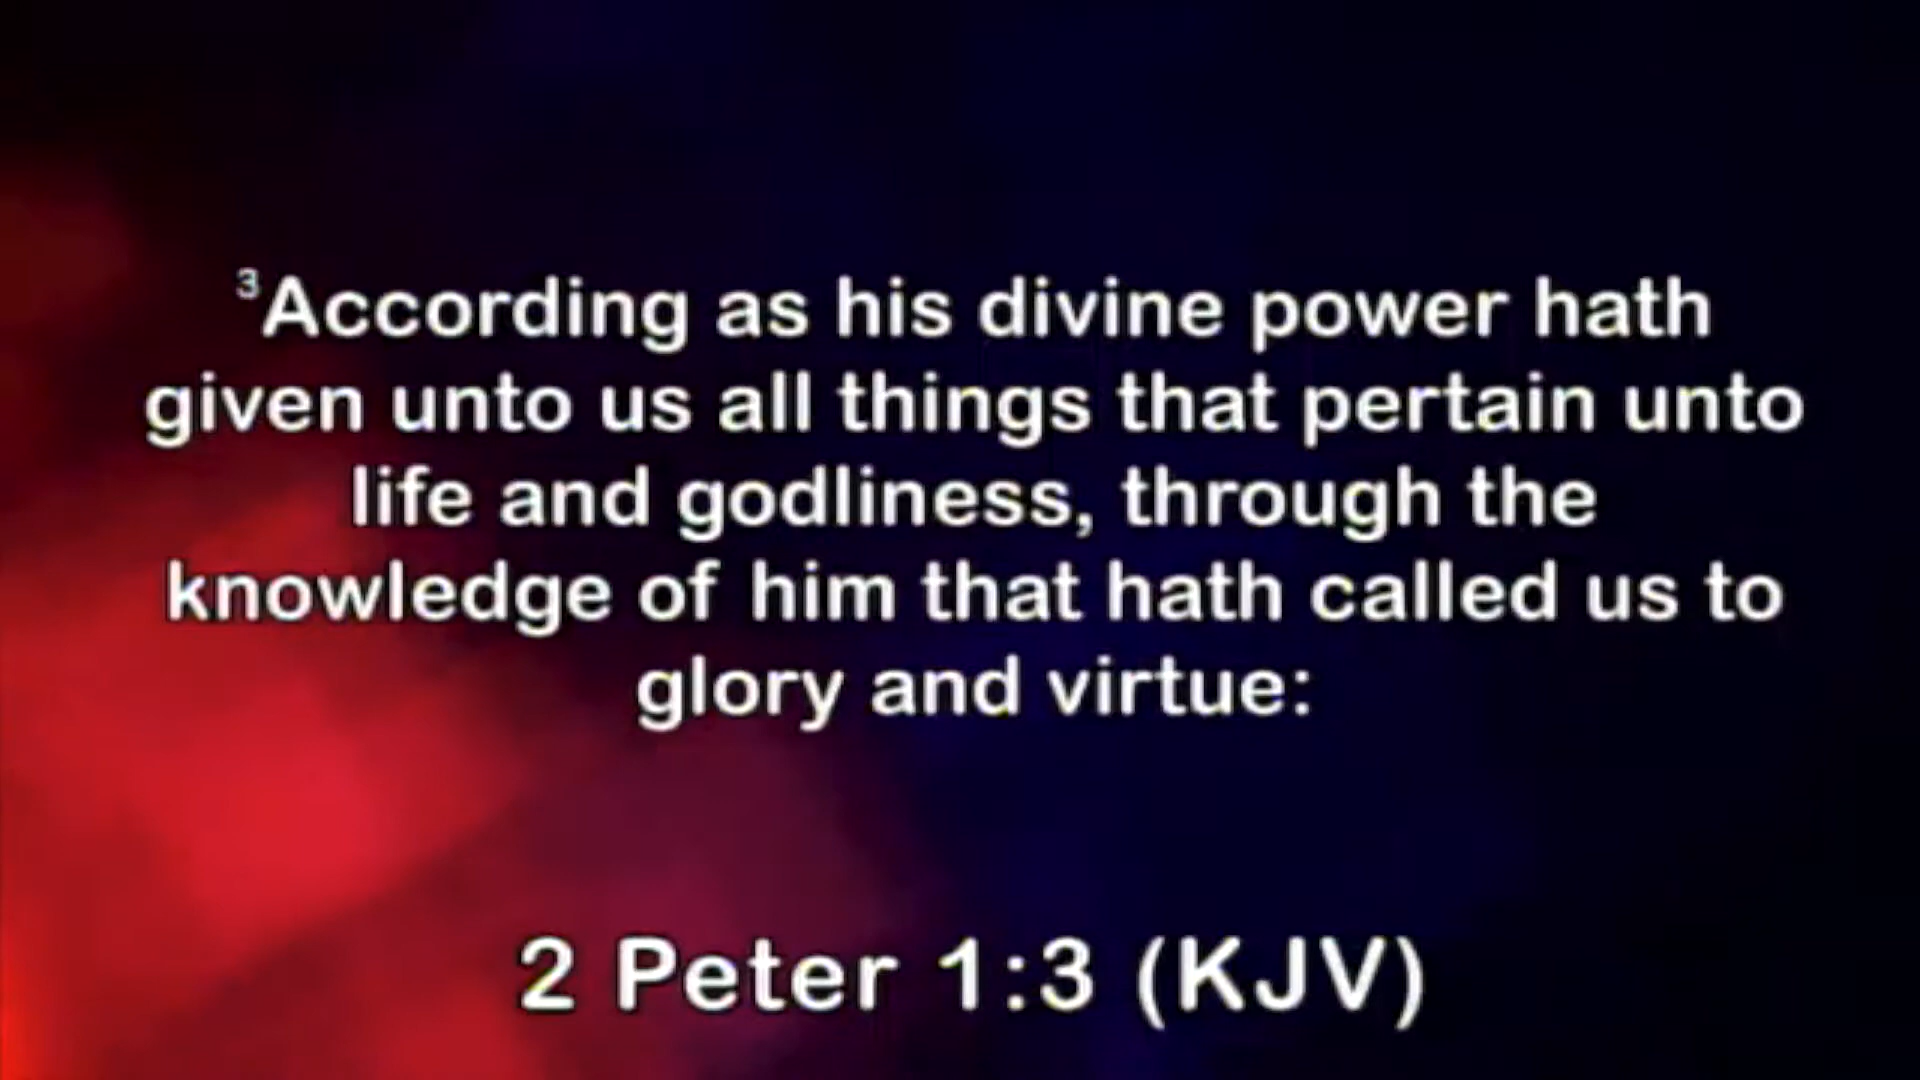 3According as his divine power hath
given unto us all things that pertain unto
life and godliness, through the
knowledge of him that hath called us to
glory and virtue:
2 Peter 1:3 (KJV)